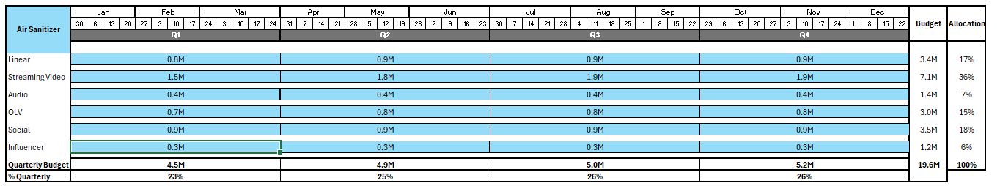 Jan Feb Mar Apr May Jun Jul Aug Sep Oct Nov Dec
Air Sanitizer 30 6 13 20 27 3 10 17 24 3 10 17 24 31 7 14 21 28 5 12 19 26 2 9 16 23 30 7 14 21 28 4 11 18 25 1 8 15 22 29 6 13 20 27 3 10 17 24 1 8 15 22 Budget Allocation
Q1 Q2 Q3 Q4
Linear 0.8M 0.9M 0.9M 0.9M 3.4M 17%
Streaming Video 1.5M 1.8M 1.9M 1.9M 7.1M 36%
Audio 0.4M 0.4M 0.4M 0.4M 1.4M 7%
OLV 0.7M 0.8M 0.8M 0.8M 3.0M 15%
Social 0.9M 0.9M 0.9M 0.9M 3.5M 18%
Influencer 0.3M 0.3M 0.3M 0.3M 1.2M 6%
Quarterly Budget 4.5M 4.9M 5.0M 5.2M 19.6M 100%
% Quarterly 23% 25% 26% 26%